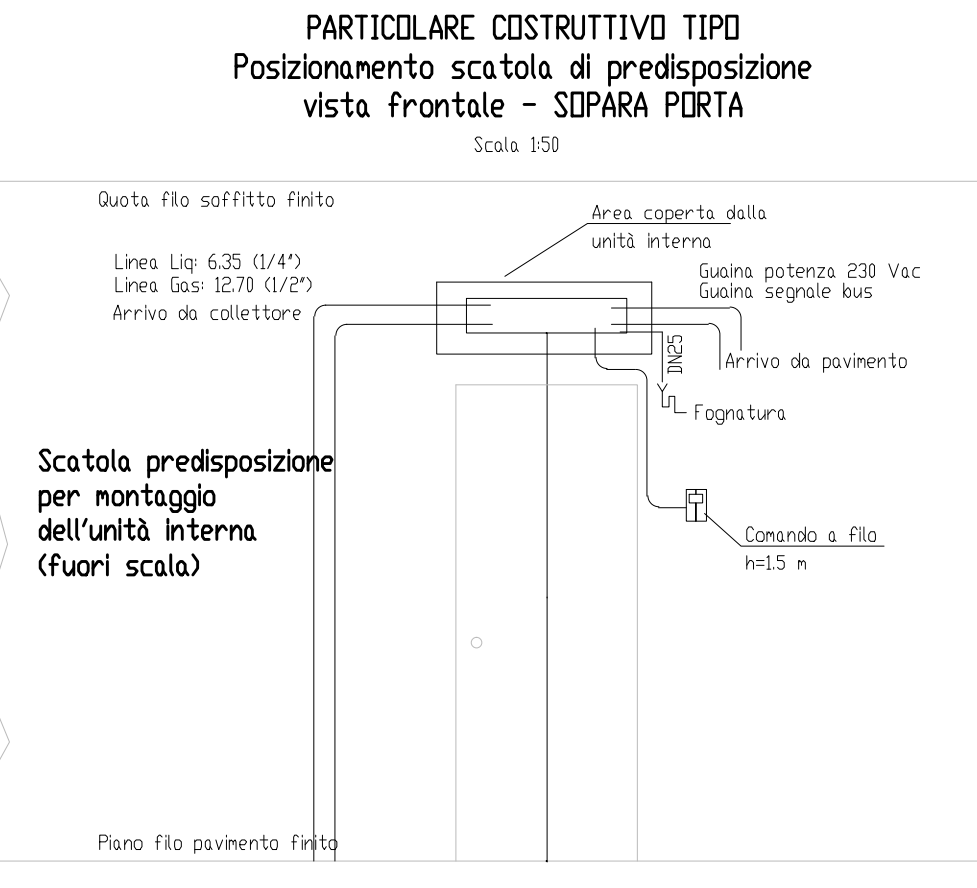 PARTICOLARE COSTRUTTIVO TIPO
Posizionamento scatola di predisposizione
vista frontale - SOPARA PORTA
Scala 1:50
Quota filo soffitto finito
Area coperta dalla
unità interna
Linea Liq: 6.35 (1/4")
Linea Gas: 12.70 (1/2")
Arrivo da collettore
Guaina potenza 230 Vac
Guaina segnale bus
DN25
Arrivo da pavimento
Fognatura
Scatola predisposizione
per montaggio
dell'unità interna
(fuori scala)
Comando a filo
h=1.5 m
Piano filo pavimento finito